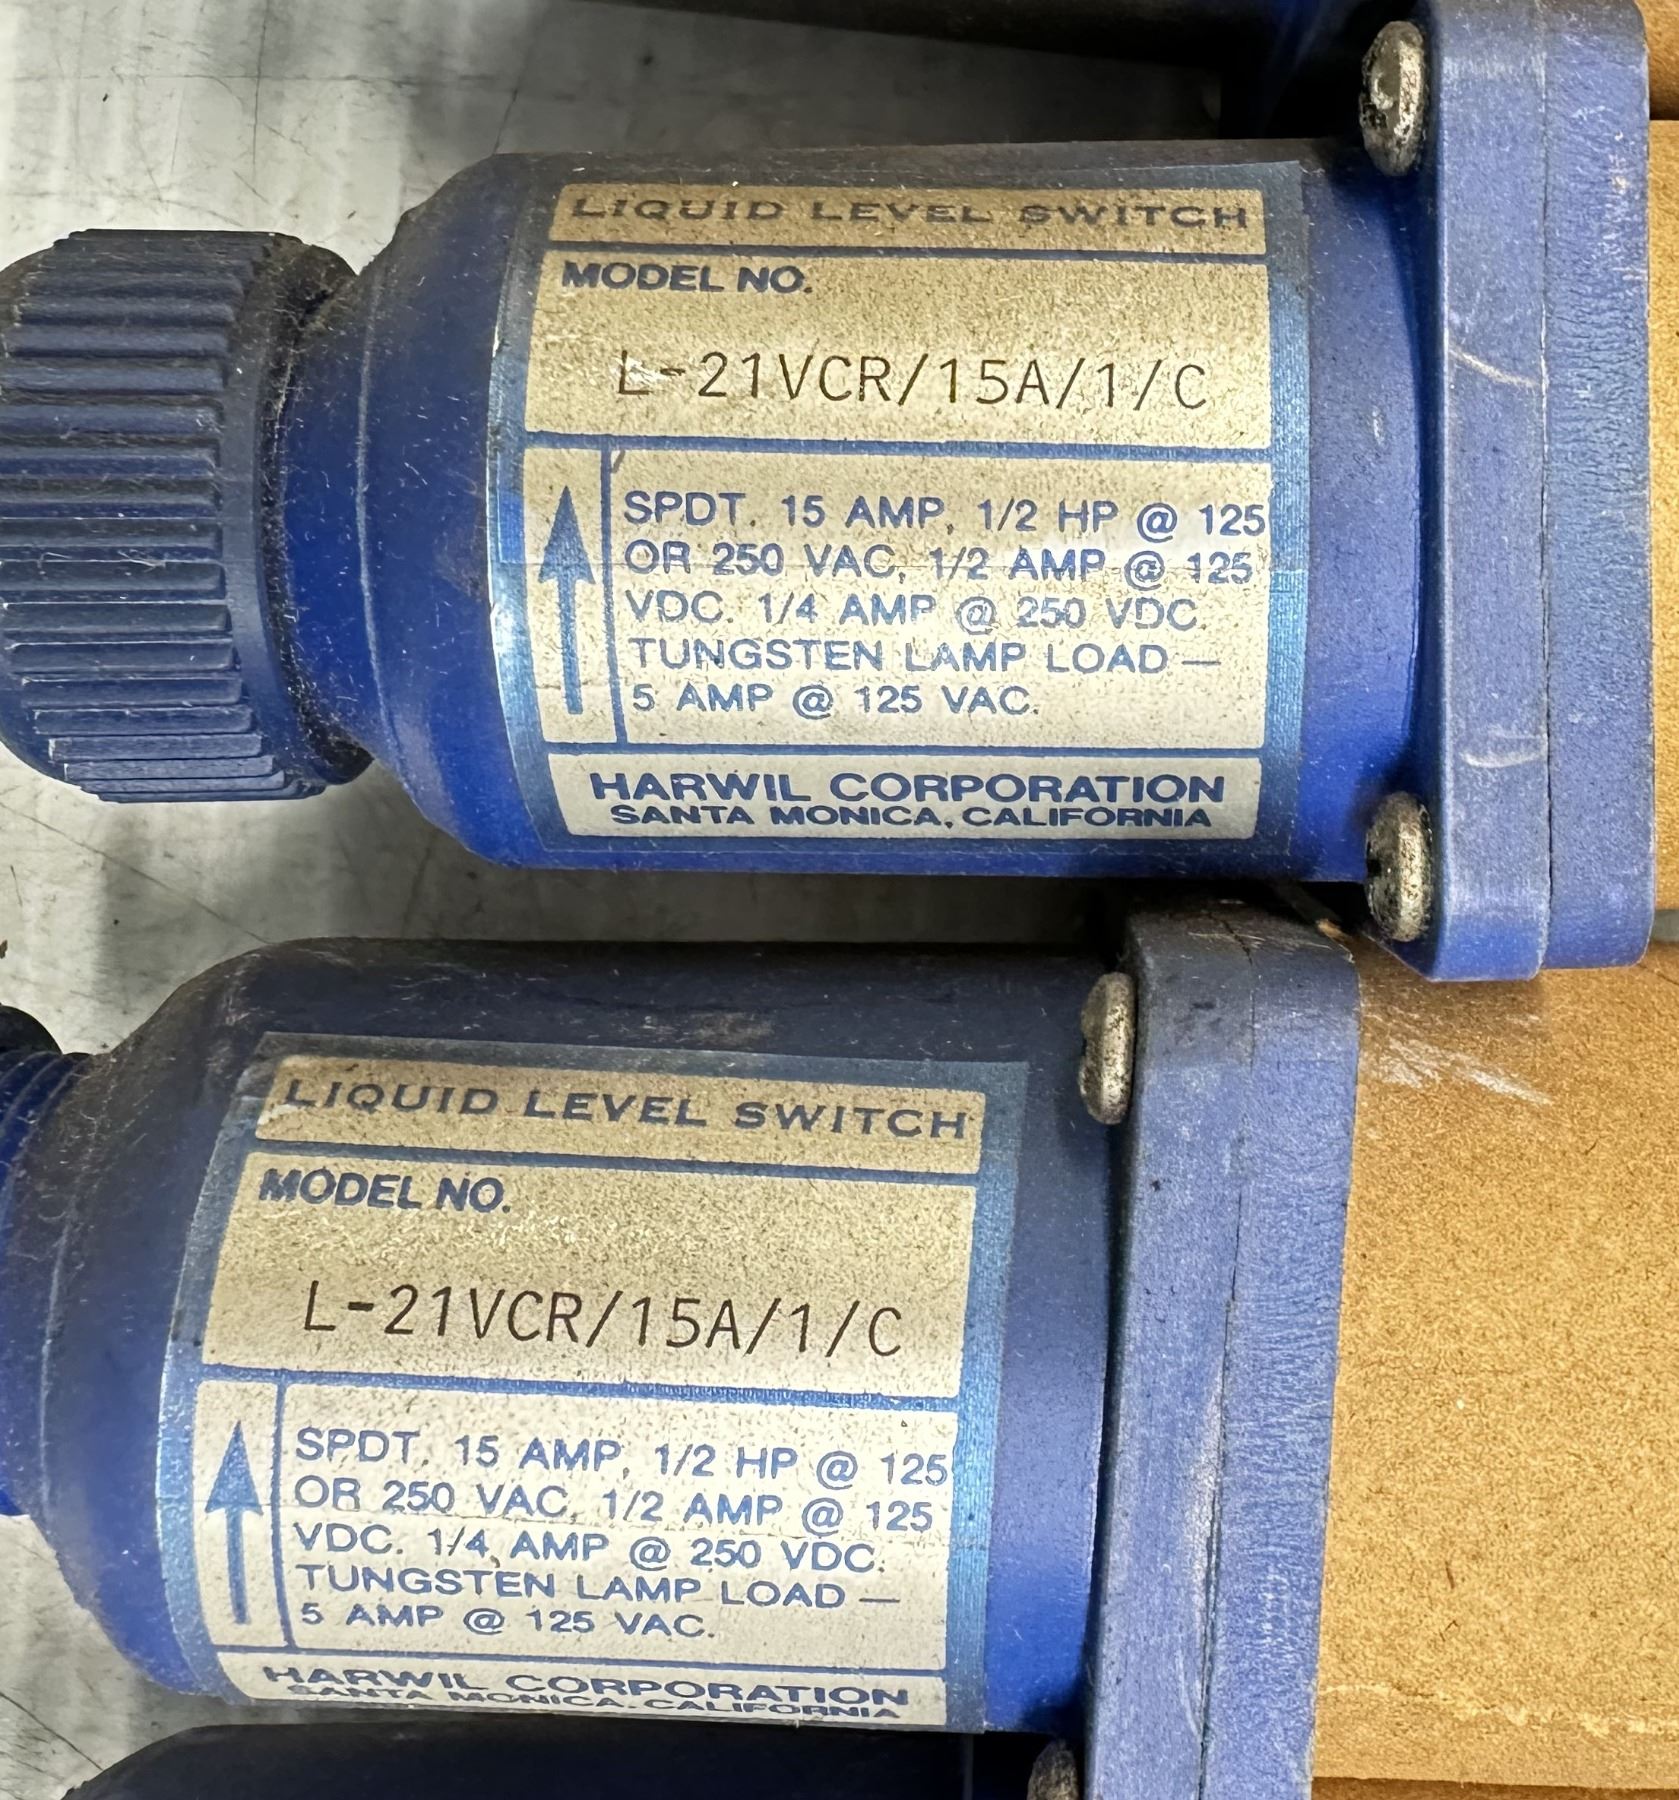 LIQUID LEVEL SWITCH
MODEL NO.
L-21VCR/15A/1/C
SPDT. 15 AMP, 1/2 HP @ 125
OR 250 VAC, 1/2 AMP @ 125
VDC. 1/4 AMP @ 250 VDC.
TUNGSTEN LAMP LOAD —
5 AMP @ 125 VAC.
HARWIL CORPORATION
SANTA MONICA, CALIFORNIA
LIQUID LEVEL SWITCH
MODEL NO.
L-21VCR/15A/1/C
SPDT. 15 AMP, 1/2 HP @ 125
OR 250 VAC, 1/2 AMP @ 125
VDC. 1/4 AMP @ 250 VDC.
TUNGSTEN LAMP LOAD —
5 AMP @ 125 VAC.
HARWIL CORPORATION
SANTA MONICA, CALIFORNIA